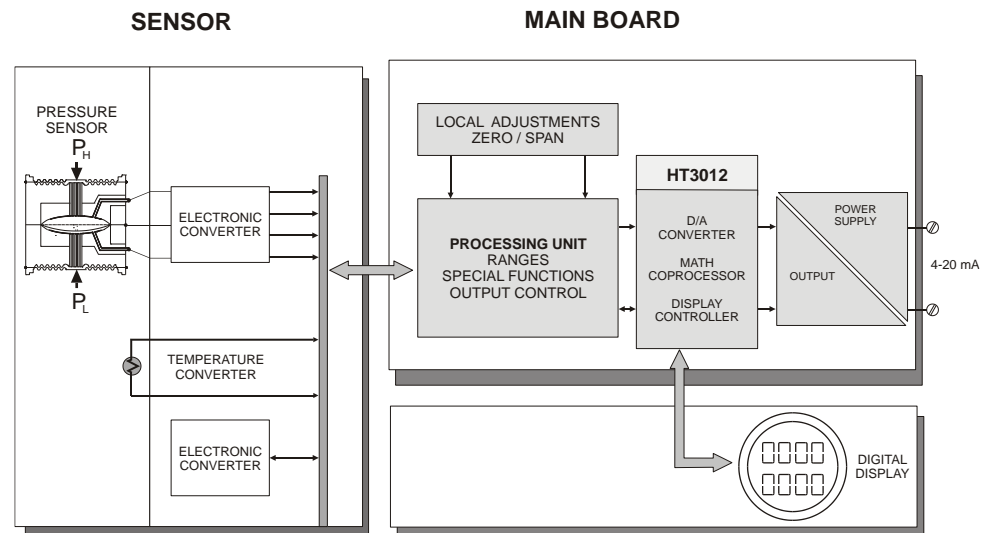 SENSOR
MAIN BOARD
PRESSURE
SENSOR
PH
PL
ELECTRONIC
CONVERTER
TEMPERATURE
CONVERTER
ELECTRONIC
CONVERTER
LOCAL ADJUSTMENTS
ZERO / SPAN
PROCESSING UNIT
RANGES
SPECIAL FUNCTIONS
OUTPUT CONTROL
HT3012
D/A
CONVERTER
MATH
COPROCESSOR
DISPLAY
CONTROLLER
POWER
SUPPLY
OUTPUT
4-20 mA
DIGITAL
DISPLAY